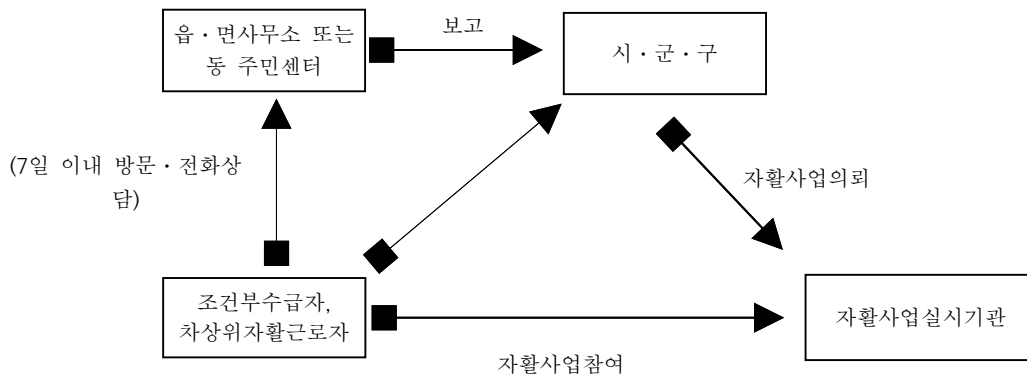 읍·면사무소 또는
동 주민센터
보고
시·군·구
(7일 이내 방문·전화상
담)
자활사업의뢰
조건부수급자,
차상위자활근로자
자활사업참여
자활사업실시기관